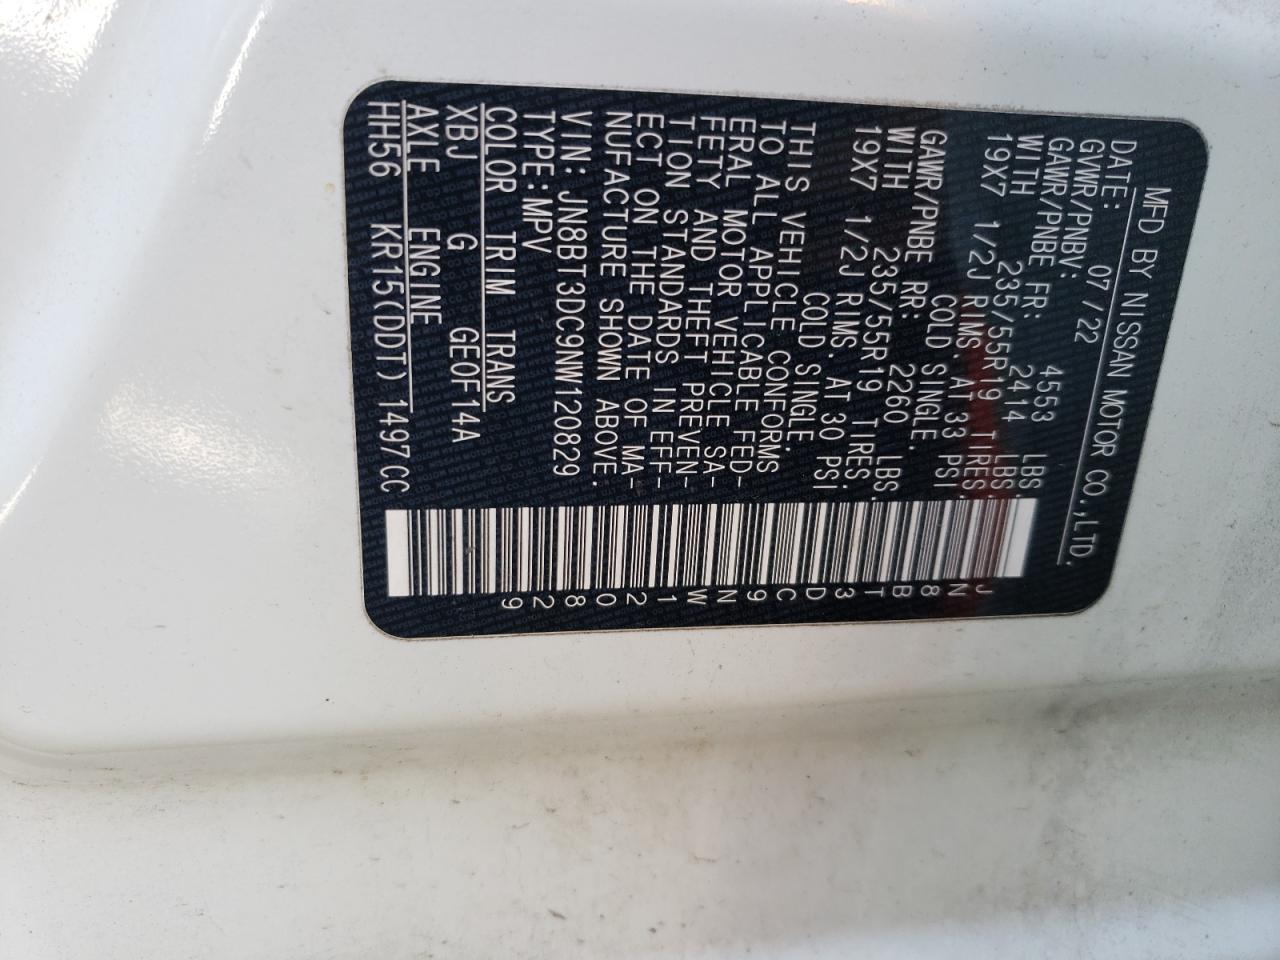 MFD BY NISSAN MOTOR CO.,LTD.
DATE: 07/22
GVWR/PNBV: 4553 LBS.
GAWR/PNBE FR: 2414 LBS.
WITH 235/55R19 TIRES.
19X7 1/2J RIMS. AT 33 PSI
COLD SINGLE.
GAWR/PNBE RR: 2260 LBS.
WITH 235/55R19 TIRES.
19X7 1/2J RIMS. AT 30 PSI
COLD SINGLE.
THIS VEHICLE CONFORMS
TO ALL APPLICABLE FED-
ERAL MOTOR VEHICLE SA-
FETY AND THEFT PREVEN-
TION STANDARDS IN EFF-
ECT ON THE DATE OF MA-
NUFACTURE SHOWN ABOVE.
VIN: JN8BT3DC9NW120829
TYPE:MPV
COLOR TRIM TRANS
XBJ G GEOF14A
AXLE ENGINE
HH56 KR15(DDT)1497CC
JN8BT3DC9NW120829